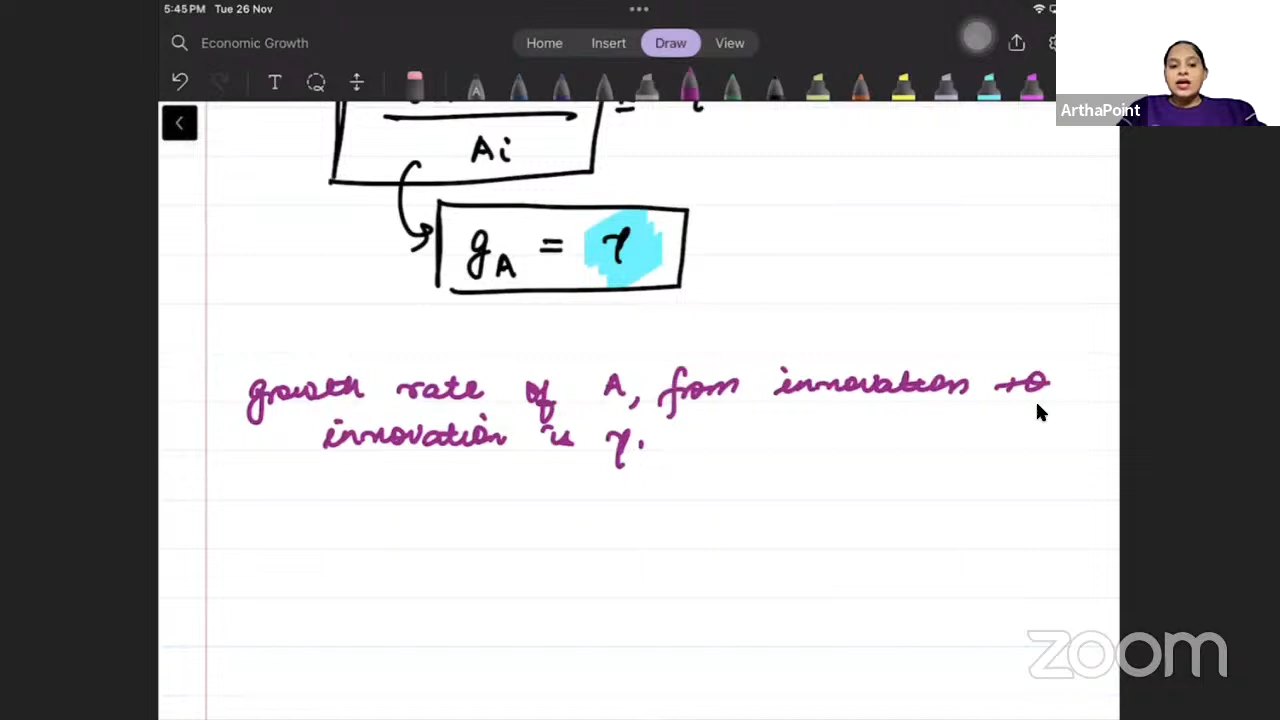 5:45 PM Tue 26 Nov
Economic Growth
Home Insert Draw View
T
A
ArthaPoint
Ai
gA = γ
growth rate of A, from innovation to
innovation is γ.
zoom